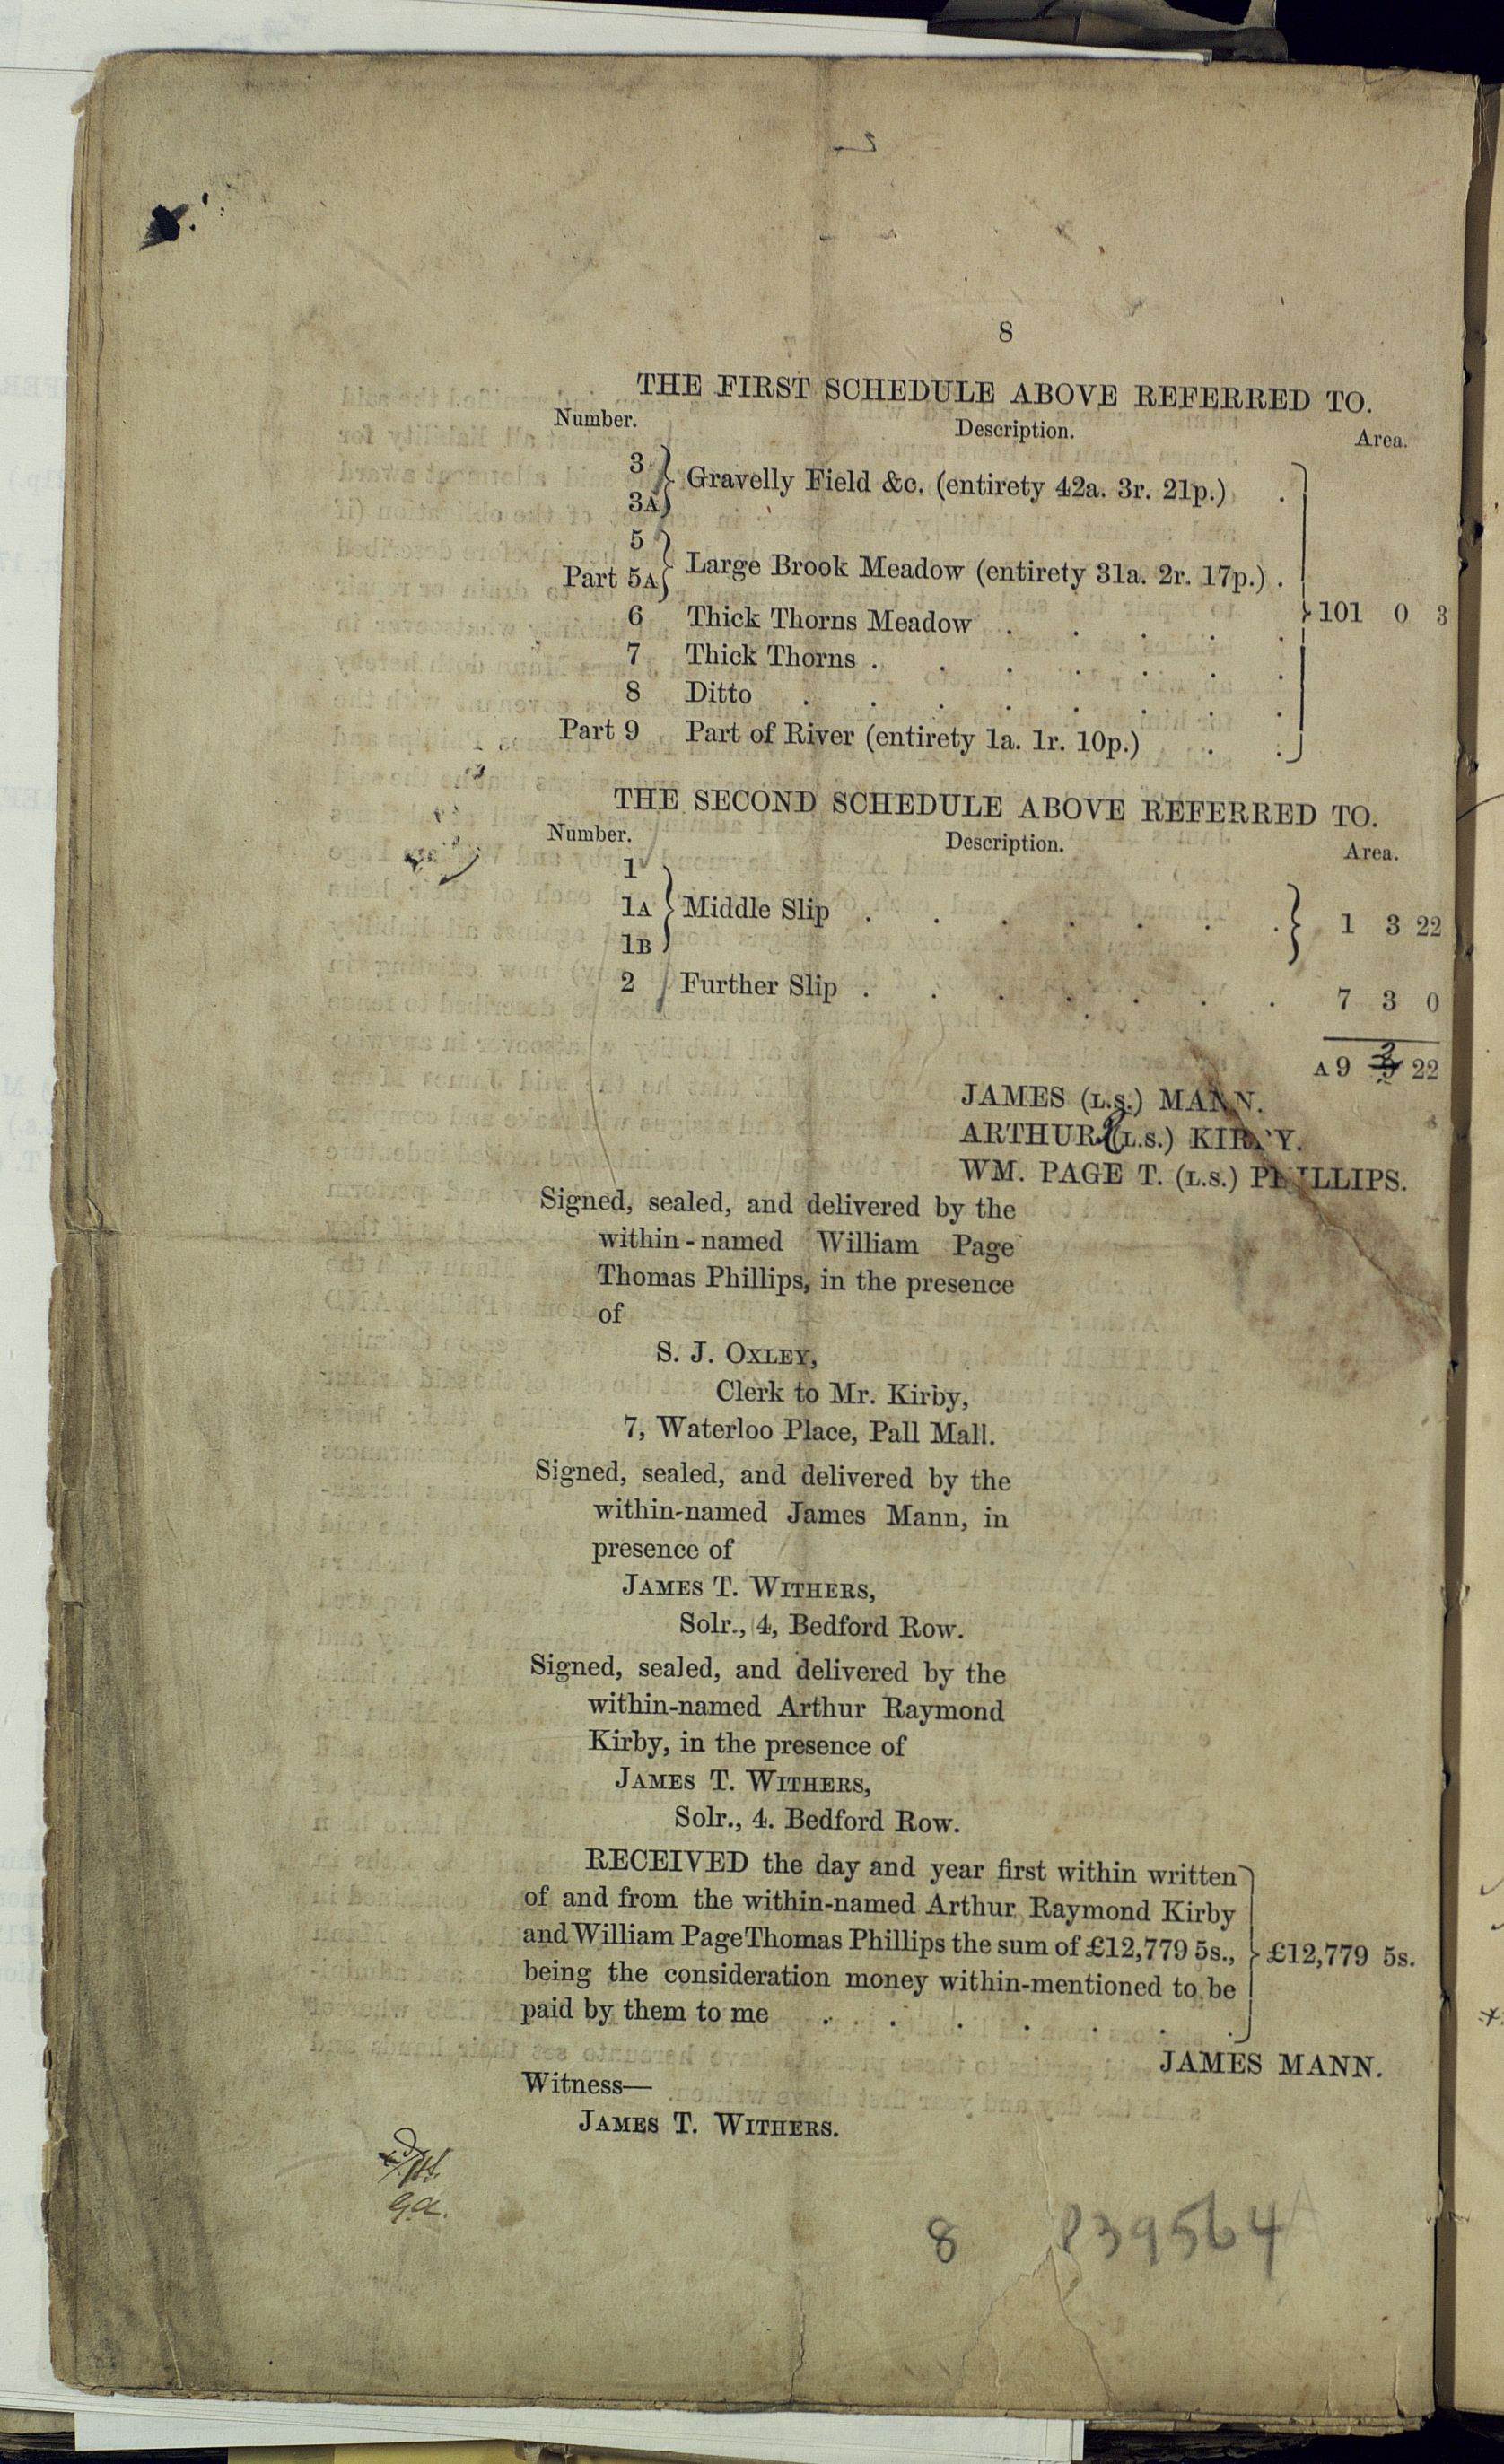 8
THE FIRST SCHEDULE ABOVE REFERRED TO.
Number. Description. Area.
3
3A } Gravelly Field &c. (entirety 42a. 3r. 21p.) .
5
Part 5A } Large Brook Meadow (entirety 31a. 2r. 17p.) .
6 Thick Thorns Meadow . . . . . } 101 0 3
7 Thick Thorns . . . . . . .
8 Ditto . . . . . . . .
Part 9 Part of River (entirety 1a. 1r. 10p.) . .
THE SECOND SCHEDULE ABOVE REFERRED TO.
Number. Description. Area.
1
1A } Middle Slip . . . . . . . } 1 3 22
1B
2 Further Slip . . . . . . . 7 3 0
A 9 2 22
JAMES (L.S.) MANN.
ARTHUR R (L.S.) KIRBY.
WM. PAGE T. (L.S.) PHILLIPS.
Signed, sealed, and delivered by the
within-named William Page
Thomas Phillips, in the presence
of
S. J. OXLEY,
Clerk to Mr. Kirby,
7, Waterloo Place, Pall Mall.
Signed, sealed, and delivered by the
within-named James Mann, in
presence of
JAMES T. WITHERS,
Solr., 4, Bedford Row.
Signed, sealed, and delivered by the
within-named Arthur Raymond
Kirby, in the presence of
JAMES T. WITHERS,
Solr., 4. Bedford Row.
RECEIVED the day and year first within written
of and from the within-named Arthur Raymond Kirby
and William Page Thomas Phillips the sum of £12,779 5s., } £12,779 5s.
being the consideration money within-mentioned to be
paid by them to me . . . . . . .
JAMES MANN.
Witness—
JAMES T. WITHERS.
G.A.
8 P39564